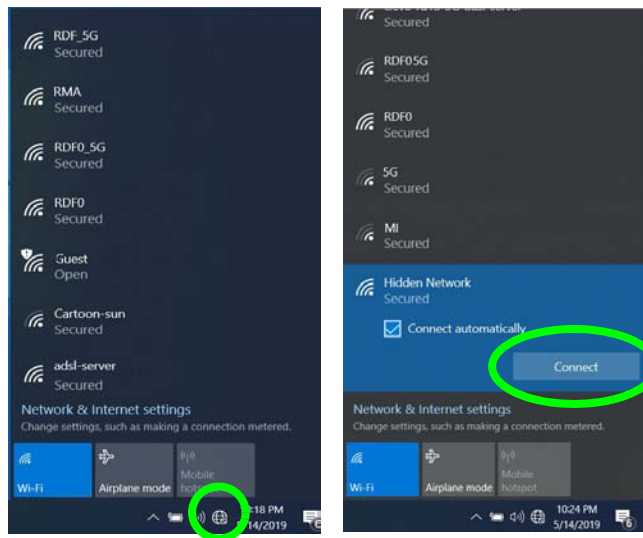 RDF_5G
Secured
RMA
Secured
RDF0_5G
Secured
RDF0
Secured
Guest
Open
Cartoon-sun
Secured
adsl-server
Secured
Network & Internet settings
Change settings, such as making a connection metered.
Wi-Fi
Airplane mode
Mobile
hotspot
:18 PM
/14/2019
Secured
RDF05G
Secured
RDF0
Secured
5G
Secured
MI
Secured
Hidden Network
Secured
Connect automatically
Connect
Network & Internet settings
Change settings, such as making a connection metered.
Wi-Fi
Airplane mode
Mobile
hotspot
10:24 PM
5/14/2019
6